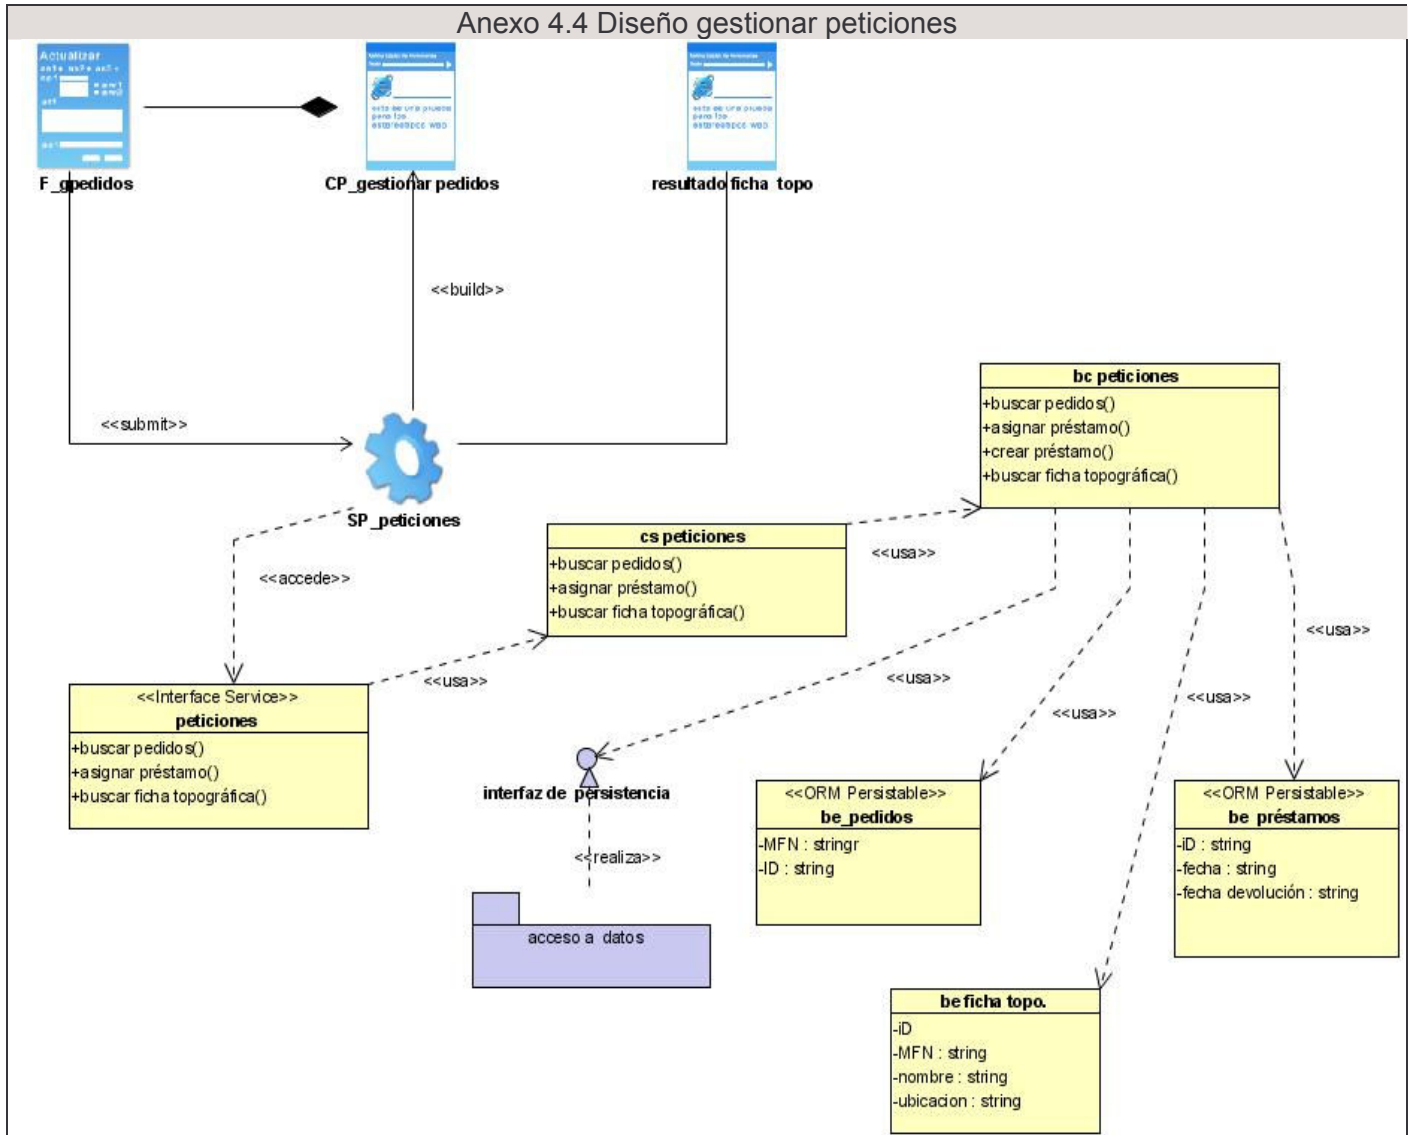 Anexo 4.4 Diseño gestionar peticiones
Actualizar
F_gpedidos
CP_gestionar pedidos
resultado ficha topo
<<build>>
<<submit>>
SP_peticiones
<<accede>>
<<Interface Service>>
peticiones
+buscar pedidos()
+asignar préstamo()
+buscar ficha topográfica()
<<usa>>
cs peticiones
+buscar pedidos()
+asignar préstamo()
+buscar ficha topográfica()
<<usa>>
bc peticiones
+buscar pedidos()
+asignar préstamo()
+crear préstamo()
+buscar ficha topográfica()
<<usa>>
<<usa>>
<<usa>>
<<usa>>
interfaz de persistencia
<<realiza>>
acceso a datos
<<ORM Persistable>>
be_pedidos
-MFN : stringr
-ID : string
<<ORM Persistable>>
be préstamos
-iD : string
-fecha : string
-fecha devolución : string
be ficha topo.
-iD
-MFN : string
-nombre : string
-ubicacion : string